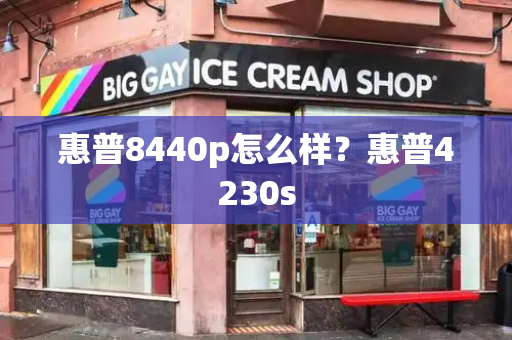 BIG GAY ICE CREAM SHOP
惠普8440p怎么样？惠普4
230s
BIG GAY
ICE CREAM SHOP
BIG GAY
ICE CREAM SHOP
A